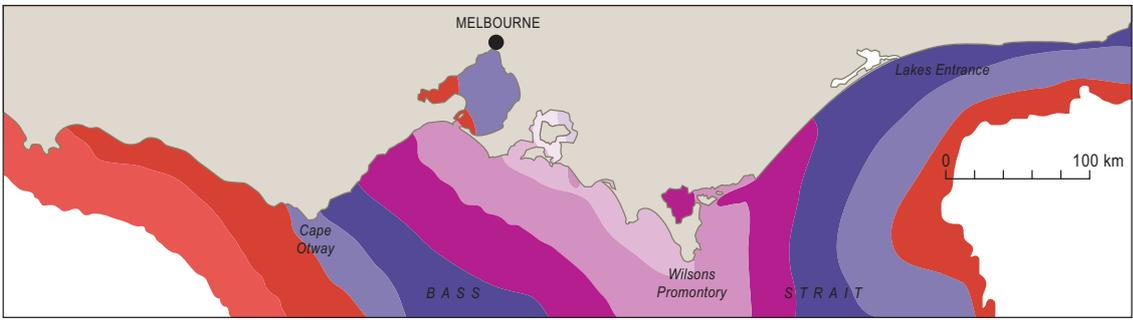 MELBOURNE
Lakes Entrance
0 100 km
Cape
Otway
Wilsons
Promontory
BASS STRAIT